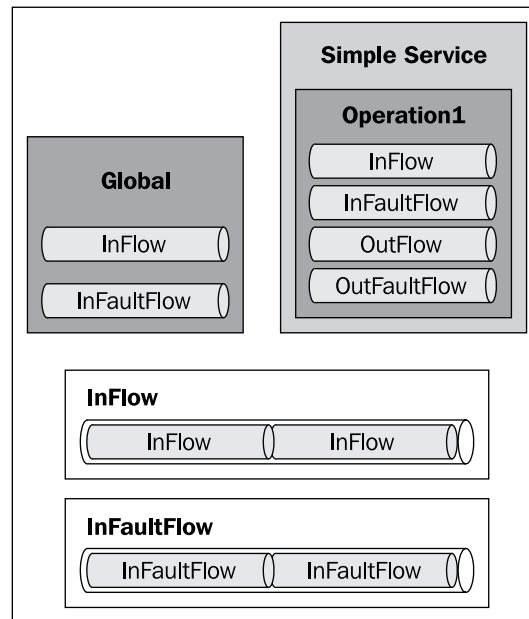 Global
InFlow
InFaultFlow
Simple Service
Operation1
InFlow
InFaultFlow
OutFlow
OutFaultFlow
InFlow
InFlow InFlow
InFaultFlow
InFaultFlow InFaultFlow